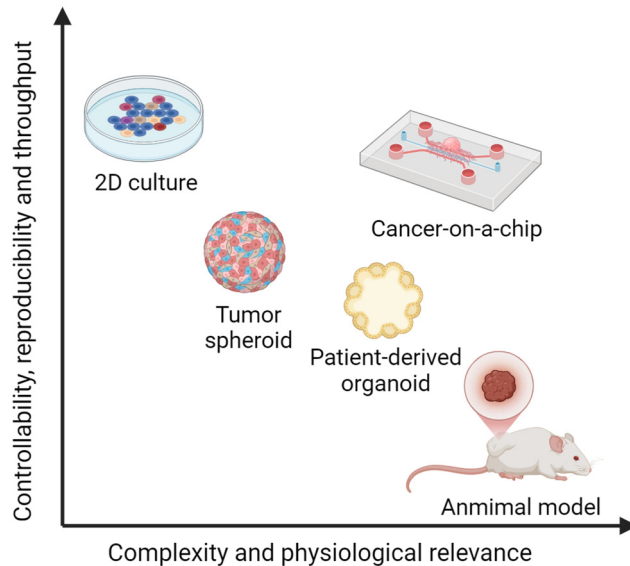 Controllability, reproducibility and throughput
2D culture
Cancer-on-a-chip
Tumor
spheroid
Patient-derived
organoid
Anmimal model
Complexity and physiological relevance